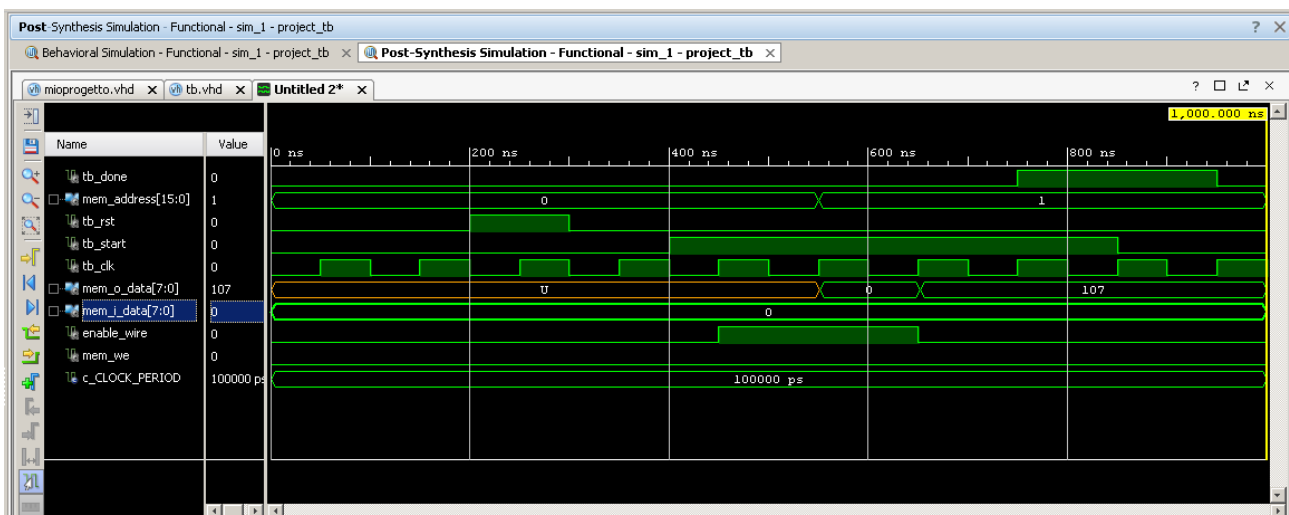 Post-Synthesis Simulation - Functional - sim_1 - project_tb ? ×
Behavioral Simulation - Functional - sim_1 - project_tb × Post-Synthesis Simulation - Functional - sim_1 - project_tb ×
mioprogetto.vhd × tb.vhd × Untitled 2* × ? ×
1,000.000 ns
Name Value
0 ns 200 ns 400 ns 600 ns 800 ns
tb_done 0
mem_address[15:0] 1 0 1
tb_rst 0
tb_start 0
tb_clk 0
mem_o_data[7:0] 107 U 0 107
mem_i_data[7:0] 0 0
enable_wire 0
mem_we 0
c_CLOCK_PERIOD 100000 ps 100000 ps